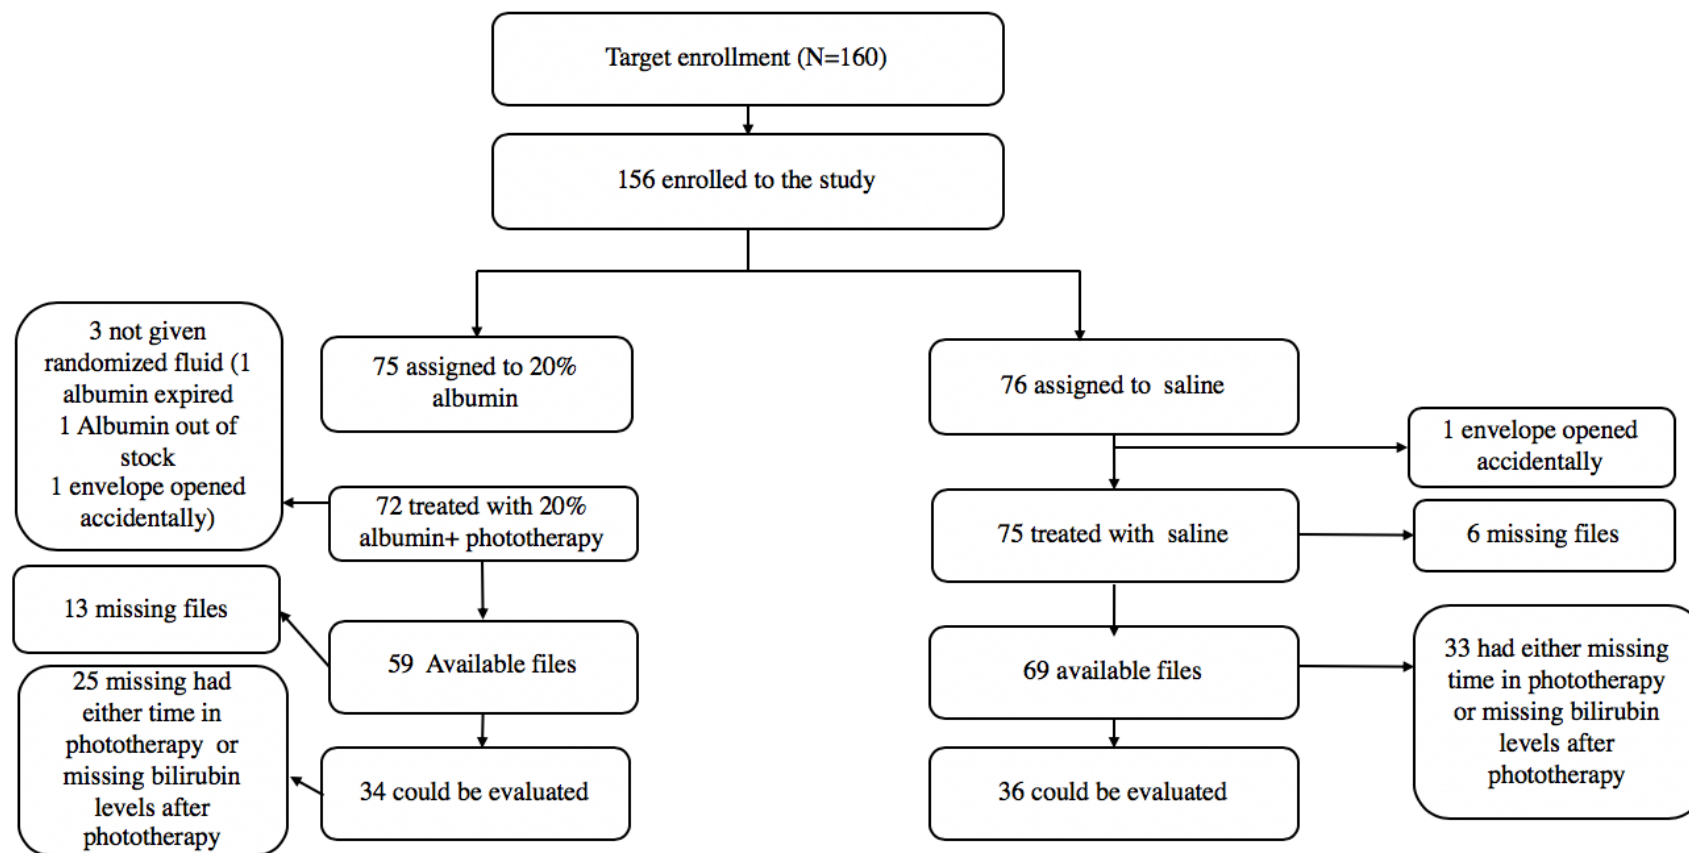 Target enrollment (N=160)
156 enrolled to the study
3 not given
randomized fluid (1
albumin expired
1 Albumin out of
stock
1 envelope opened
accidentally)
75 assigned to 20%
albumin
76 assigned to saline
1 envelope opened
accidentally
72 treated with 20%
albumin+ phototherapy
75 treated with saline
6 missing files
13 missing files
59 Available files
69 available files
33 had either missing
time in phototherapy
or missing bilirubin
levels after
phototherapy
25 missing had
either time in
phototherapy or
missing bilirubin
levels after
phototherapy
34 could be evaluated
36 could be evaluated